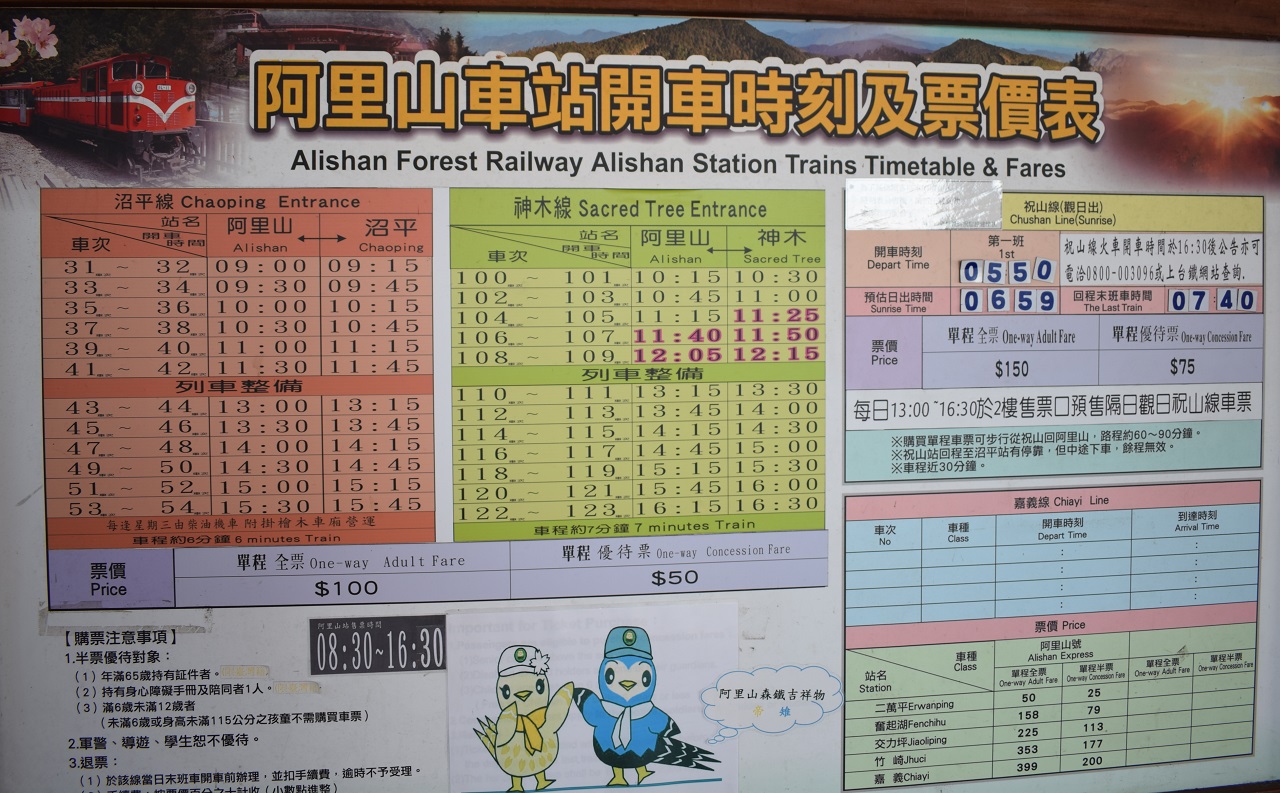 阿里山車站開車時刻及票價表
Alishan Forest Railway Alishan Station Trains Timetable & Fares
沼平線 Chaoping Entrance
站名 阿里山 沼平
開車時間
車次 Alishan Chaoping
31 ~ 32 09:00 09:15
33 ~ 34 09:30 09:45
35 ~ 36 10:00 10:15
37 ~ 38 10:30 10:45
39 ~ 40 11:00 11:15
41 ~ 42 11:30 11:45
列車整備
43 ~ 44 13:00 13:15
45 ~ 46 13:30 13:45
47 ~ 48 14:00 14:30
49 ~ 50 14:30 14:45
51 ~ 52 15:00 15:15
53 ~ 54 15:30 15:45
每逢星期三由柴油機車附掛檜木車廂營運
車程約6分鐘 6 minutes Train
神木線 Sacred Tree Entrance
站名 阿里山 神木
開車時間
車次 Alishan Sacred Tree
100 ~ 101 10:15 10:30
102 ~ 103 10:45 11:00
104 ~ 105 11:15 11:25
106 ~ 107 11:40 11:50
108 ~ 109 12:05 12:15
列車整備
110 ~ 111 13:15 13:30
112 ~ 113 13:45 14:00
114 ~ 115 14:15 14:30
116 ~ 117 14:45 15:00
118 ~ 119 15:15 15:30
120 ~ 121 15:45 16:00
122 ~ 123 16:15 16:30
車程約7分鐘 7 minutes Train
票價 Price
單程 全票 One-way Adult Fare
$100
單程 優待票 One-way Concession Fare
$50
祝山線(觀日出)
Chushan Line(Sunrise)
開車時刻 Depart Time
第一班 1st
0550
祝山線火車開車時間於16:30後公告亦可
電洽0800-003096或上台鐵網站查詢.
預估日出時間 Sunrise Time
0659
回程末班車時間 The Last Train
07:40
票價 Price
單程 全票 One-way Adult Fare
$150
單程優待票 One-way Concession Fare
$75
每日13:00~16:30於2樓售票口預售隔日觀日祝山線車票
※購買單程車票可步行從祝山回阿里山，路程約60～90分鐘。
※祝山站回程至沼平站有停靠，但中途下車，餘程無效。
※車程近30分鐘。
嘉義線 Chiayi Line
車次 No
車種 Class
開車時刻 Depart Time
到達時刻 Arrival Time
:  :
:  :
:  :
:  :
票價 Price
車種 Class
站名 Station
阿里山號 Alishan Express
單程全票 One-way Adult Fare
單程半票 One-way Concession Fare
單程全票 One-way Adult Fare
單程半票 One-way Concession Fare
二萬平Erwanping 50 25
奮起湖Fenchihu 158 79
交力坪Jiaoliping 225 113
竹 崎Jhuci 353 177
嘉 義Chiayi 399 200
【購票注意事項】
1.半票優待對象：
（1）年滿65歲持有証件者。
（2）持有身心障礙手冊及陪同者1人。
（3）滿6歲未滿12歲者
（未滿6歲或身高未滿115公分之孩童不需購買車票）
2.軍警、導遊、學生恕不優待。
3.退票：
（1）於該線當日末班車開車前辦理，並扣手續費，逾時不予受理。
阿里山站售票時間
08:30~16:30
阿里山森鐵吉祥物
帝 雉